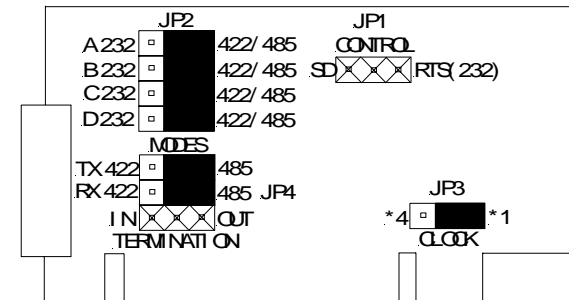 JP2 JP1
A232 422/485 CONTROL
B232 422/485 SD RTS(232)
C232 422/485
D232 422/485
MODES
TX422 485
RX422 485 JP4 JP3
IN OUT *4 *1
TERMINATION CLOCK